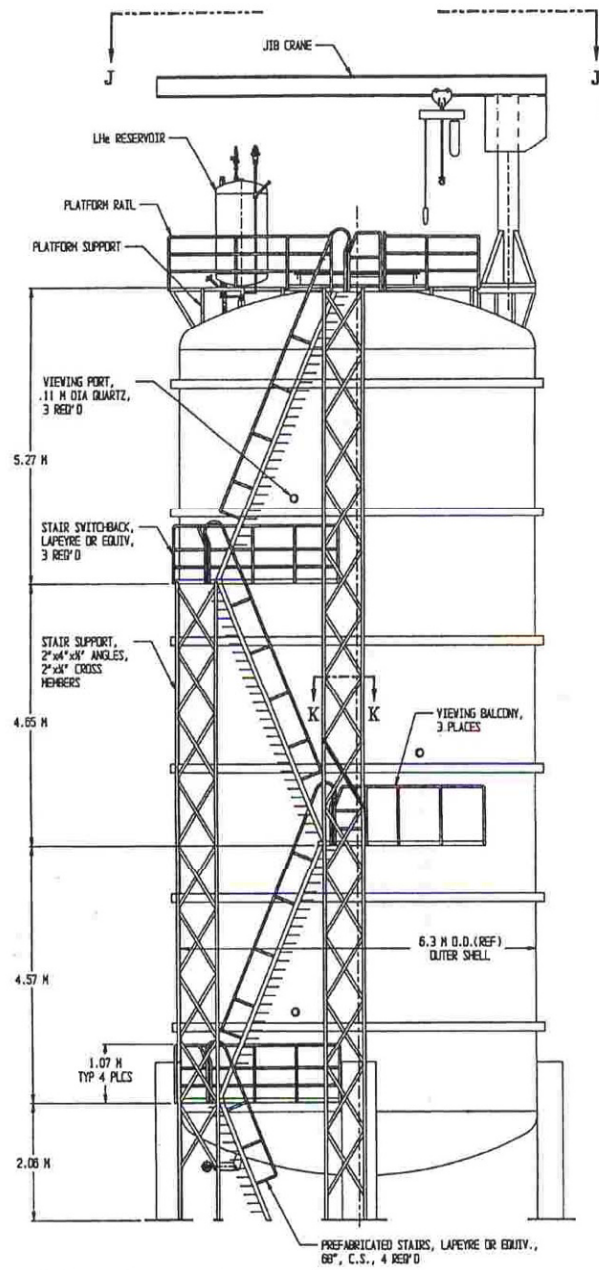 J
J
JIB CRANE
LHe RESERVOIR
PLATFORM RAIL
PLATFORM SUPPORT
VIEWING PORT,
.11 M DIA QUARTZ,
3 REQ'D
5.27 M
STAIR SWITCHBACK,
LAPEYRE OR EQUIV,
3 REQ'D
STAIR SUPPORT,
2"x4"x¼" ANGLES,
2"x¼" CROSS
MEMBERS
K
K
VIEWING BALCONY,
3 PLACES
4.65 M
6.3 M O.D.(REF)
OUTER SHELL
4.57 M
1.07 M
TYP 4 PLCS
2.06 M
PREFABRICATED STAIRS, LAPEYRE OR EQUIV.,
68°, C.S., 4 REQ'D